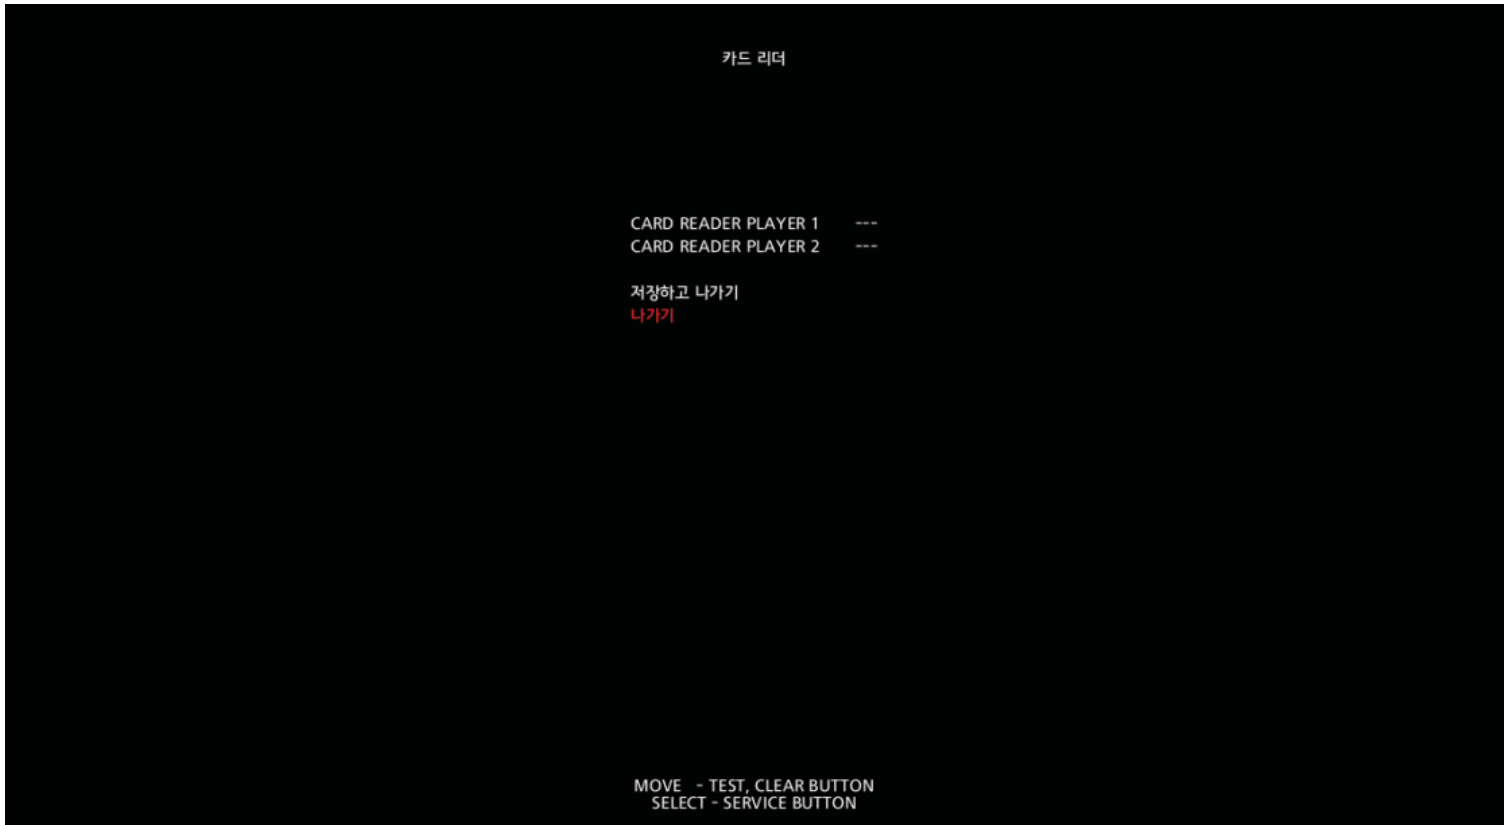 카드 리더
CARD READER PLAYER 1 ---
CARD READER PLAYER 2 ---
저장하고 나가기
나가기
MOVE - TEST, CLEAR BUTTON
SELECT - SERVICE BUTTON